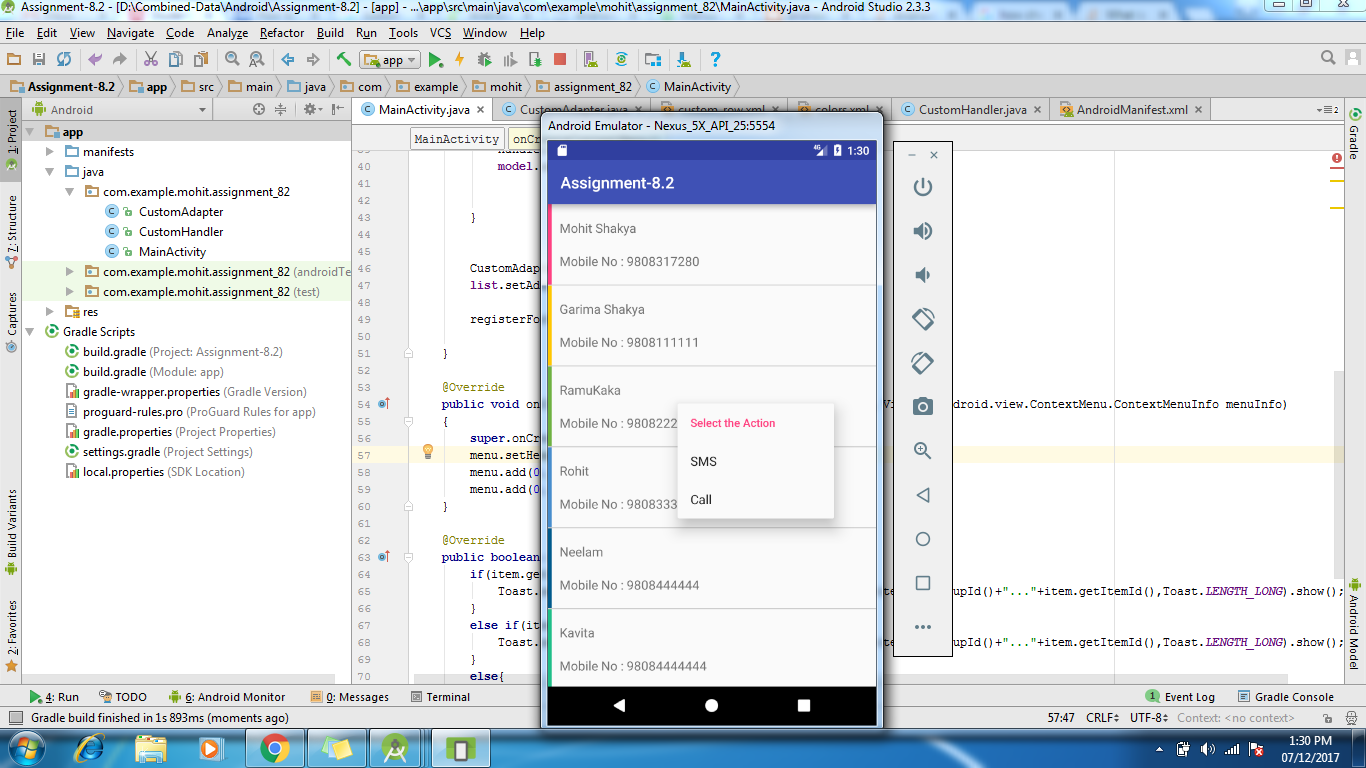 Assignment-8.2 - [D:\Combined-Data\Android\Assignment-8.2] - [app] - ...\app\src\main\java\com\example\mohit\assignment_82\MainActivity.java - Android Studio 2.3.3
File Edit View Navigate Code Analyze Refactor Build Run Tools VCS Window Help
app
Assignment-8.2 app src main java com example mohit assignment_82 MainActivity
Android
MainActivity.java CustomAdapter.java custom_row.xml colors.xml CustomHandler.java AndroidManifest.xml
2
1: Project
7: Structure
Captures
Build Variants
2: Favorites
app
manifests
java
com.example.mohit.assignment_82
CustomAdapter
CustomHandler
MainActivity
com.example.mohit.assignment_82 (androidTe
com.example.mohit.assignment_82 (test)
res
Gradle Scripts
build.gradle (Project: Assignment-8.2)
build.gradle (Module: app)
gradle-wrapper.properties (Gradle Version)
proguard-rules.pro (ProGuard Rules for app)
gradle.properties (Project Properties)
settings.gradle (Project Settings)
local.properties (SDK Location)
MainActivity onCr
40 model.
41
42
43 }
44
45
46 CustomAdap
47 list.setAd
48
49 registerFo
50
51 }
52
53 @Override
54 public void on android.view.ContextMenu.ContextMenuInfo menuInfo)
55 {
56 super.onCr
57 menu.setHe
58 menu.add(0
59 menu.add(0
60 }
61
62 @Override
63 public boolean
64 if(item.ge
65 Toast. upId()+"..."+item.getItemId(),Toast.LENGTH_LONG).show();
66 }
67 else if(it
68 Toast. upId()+"..."+item.getItemId(),Toast.LENGTH_LONG).show();
69 }
70 else{
Android Emulator - Nexus_5X_API_25:5554
4G 1:30
Assignment-8.2
Mohit Shakya
Mobile No : 9808317280
Garima Shakya
Mobile No : 9808111111
RamuKaka
Mobile No : 9808222
Rohit
Mobile No : 9808333
Neelam
Mobile No : 9808444444
Kavita
Mobile No : 98084444444
Select the Action
SMS
Call
Gradle
Android Model
4: Run TODO 6: Android Monitor 0: Messages Terminal
1 Event Log Gradle Console
Gradle build finished in 1s 893ms (moments ago)
57:47 CRLF UTF-8 Context: <no context>
1:30 PM
07/12/2017